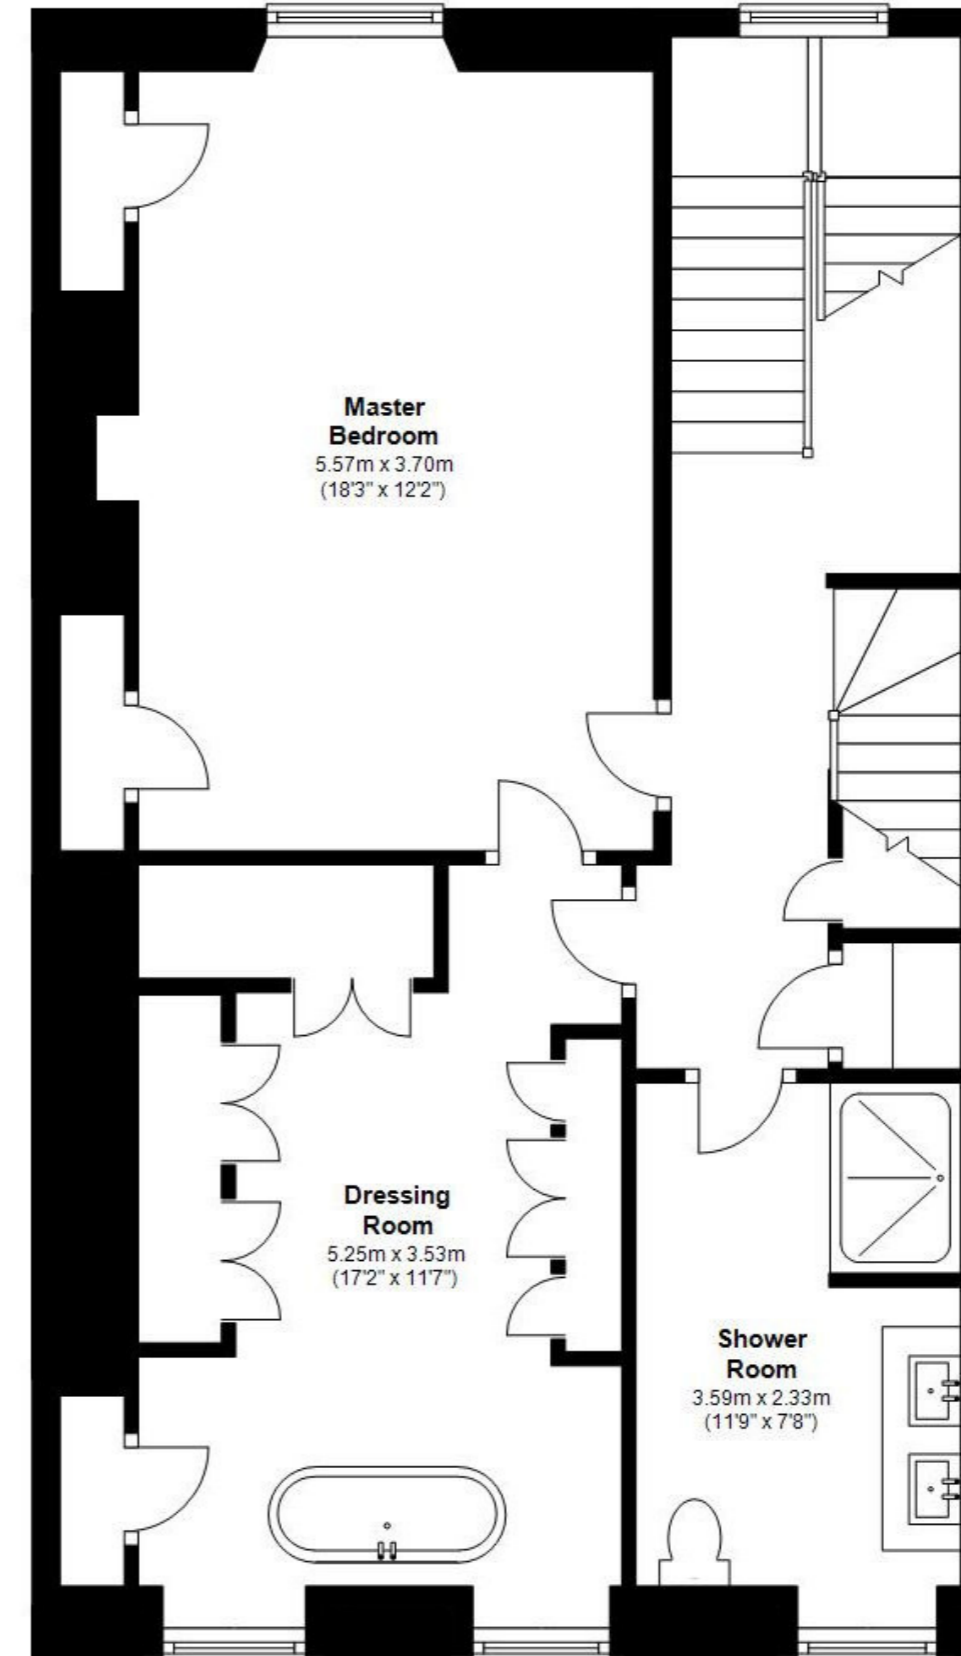 Master
Bedroom
5.57m x 3.70m
(18'3" x 12'2")
Dressing
Room
5.25m x 3.53m
(17'2" x 11'7")
Shower
Room
3.59m x 2.33m
(11'9" x 7'8")